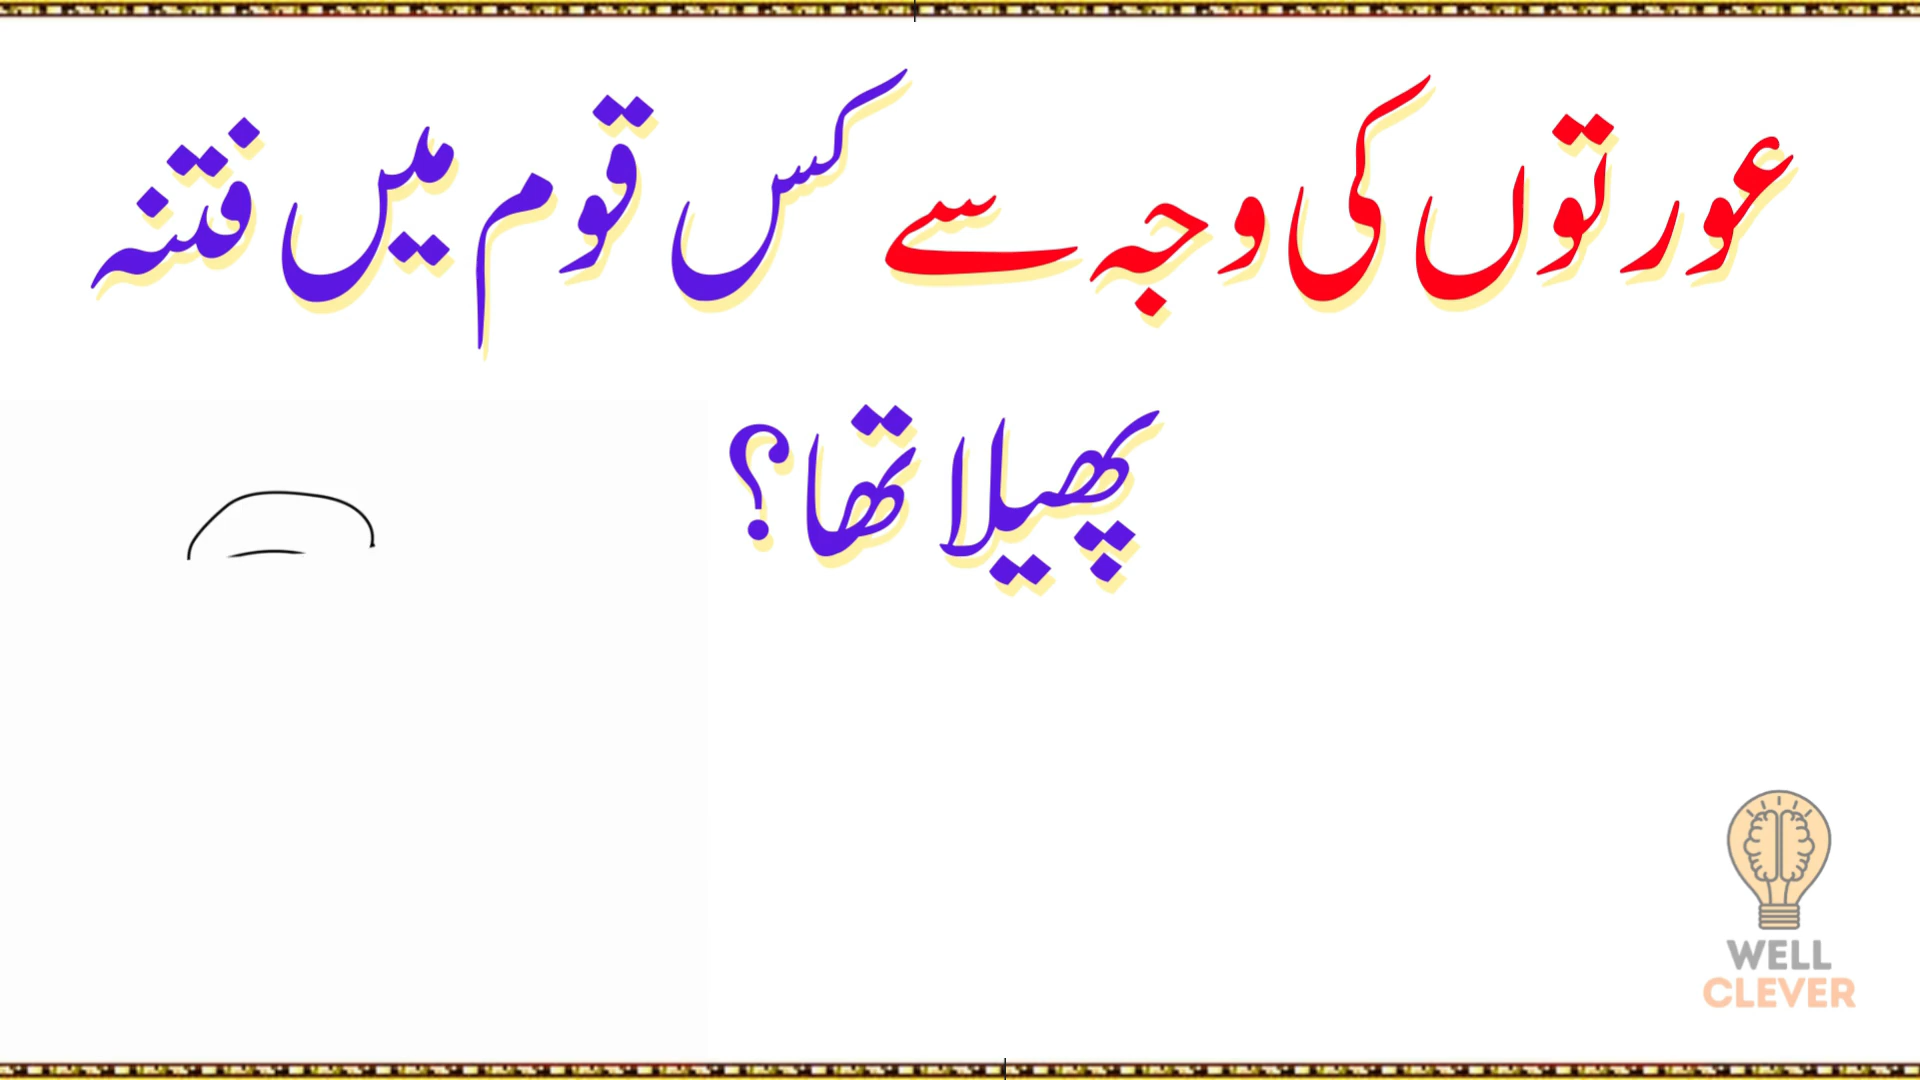 عورتوں کی وجہ سے کس قوم میں فتنہ
پھیلا تھا؟
WELL
CLEVER